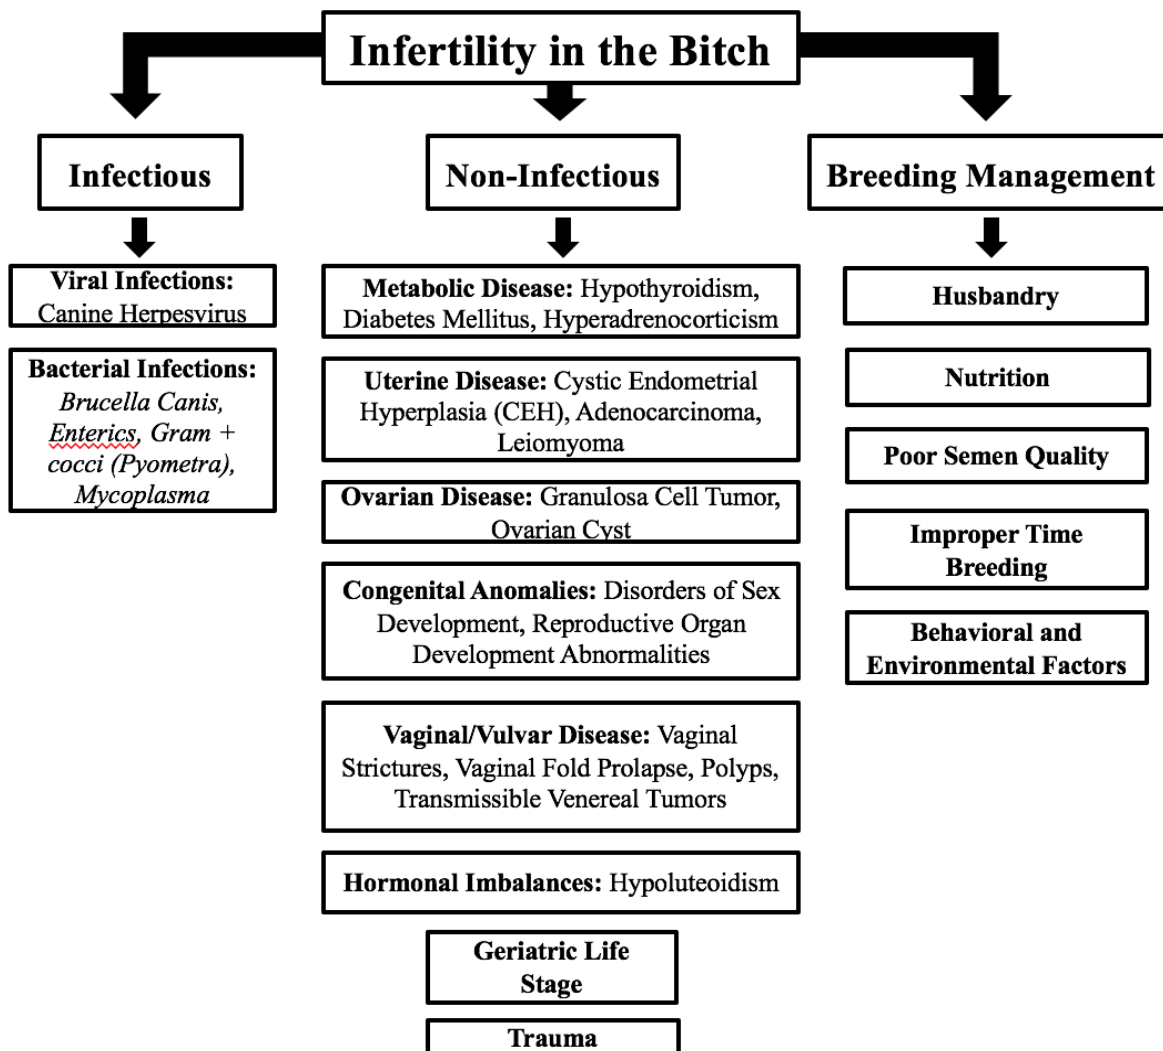 Infertility in the Bitch
Infectious
Viral Infections:
Canine Herpesvirus
Bacterial Infections:
Brucella Canis,
Enterics, Gram +
cocci (Pyometra),
Mycoplasma
Non-Infectious
Metabolic Disease: Hypothyroidism,
Diabetes Mellitus, Hyperadrenocorticism
Uterine Disease: Cystic Endometrial
Hyperplasia (CEH), Adenocarcinoma,
Leiomyoma
Ovarian Disease: Granulosa Cell Tumor,
Ovarian Cyst
Congenital Anomalies: Disorders of Sex
Development, Reproductive Organ
Development Abnormalities
Vaginal/Vulvar Disease: Vaginal
Strictures, Vaginal Fold Prolapse, Polyps,
Transmissible Venereal Tumors
Hormonal Imbalances: Hypoluteoidism
Geriatric Life
Stage
Trauma
Breeding Management
Husbandry
Nutrition
Poor Semen Quality
Improper Time
Breeding
Behavioral and
Environmental Factors